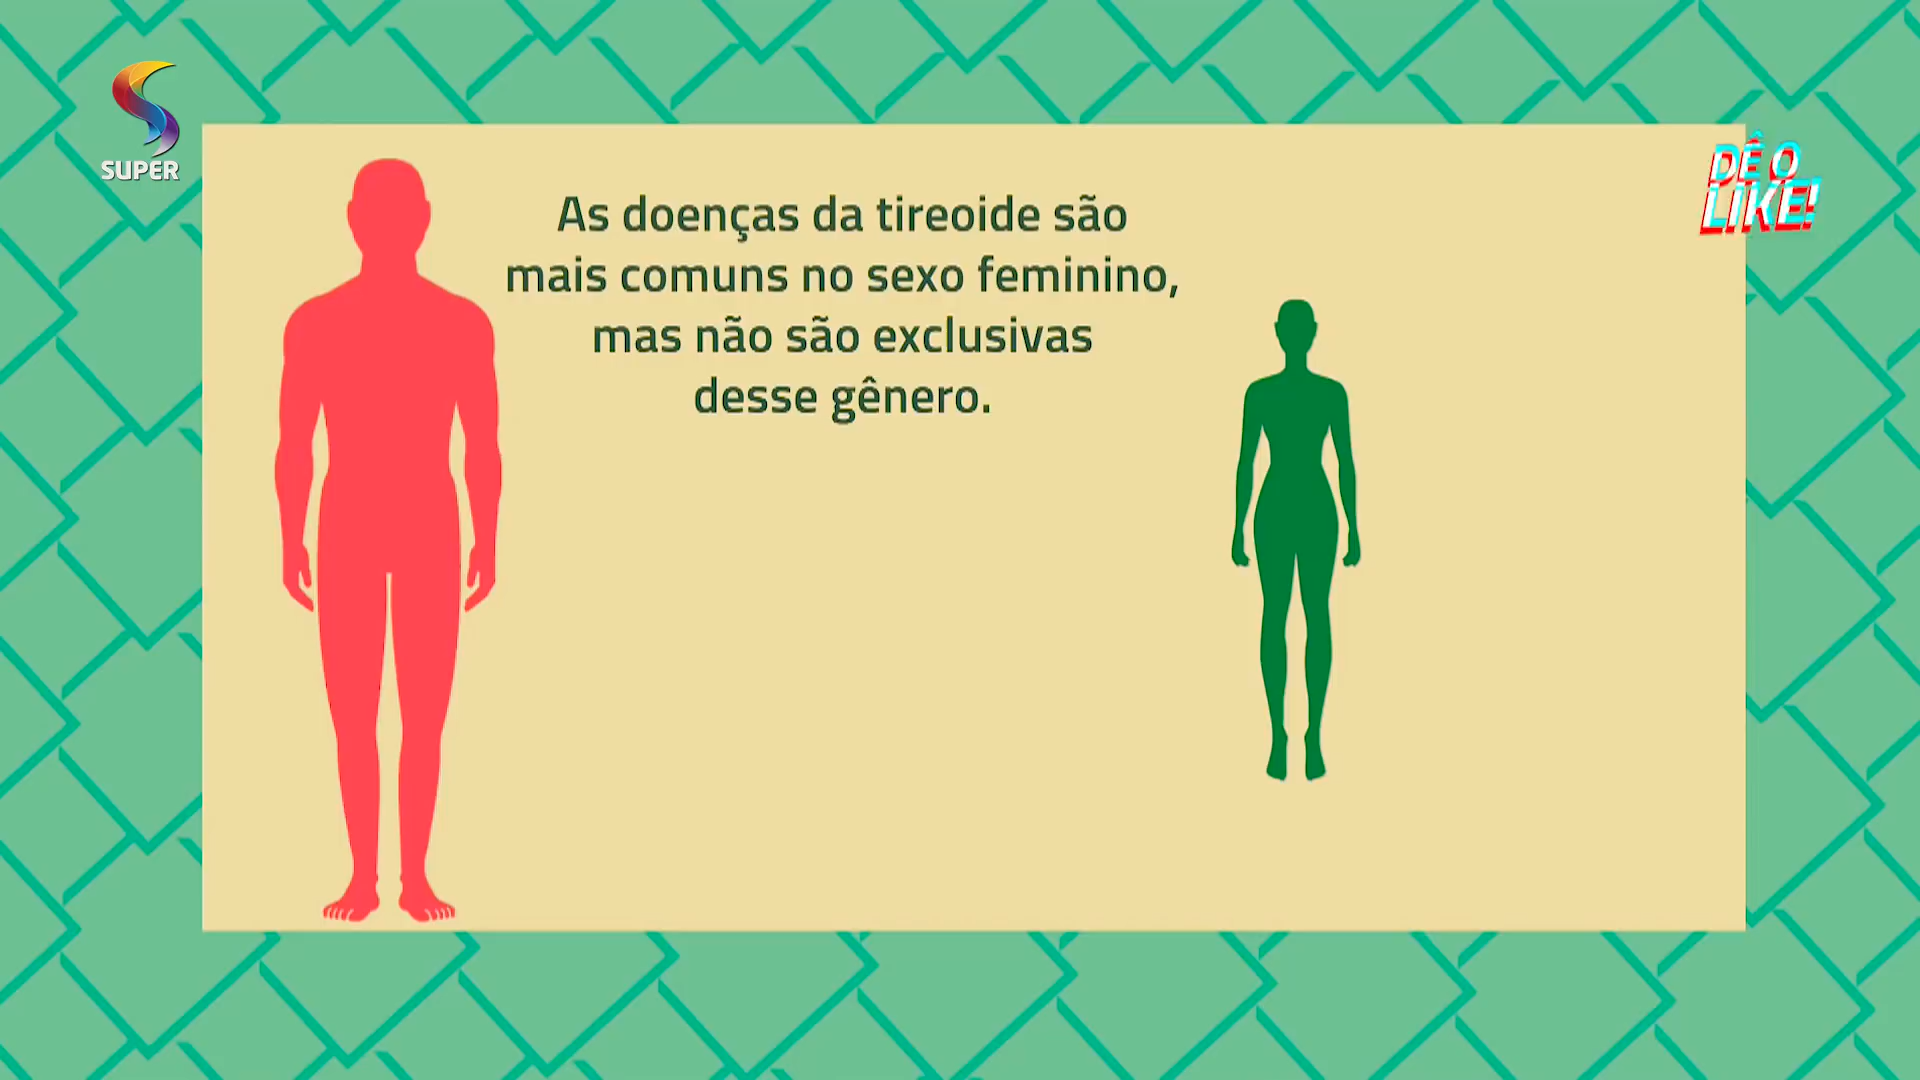 SUPER
DÊ O
LIKE!
As doenças da tireoide são
mais comuns no sexo feminino,
mas não são exclusivas
desse gênero.